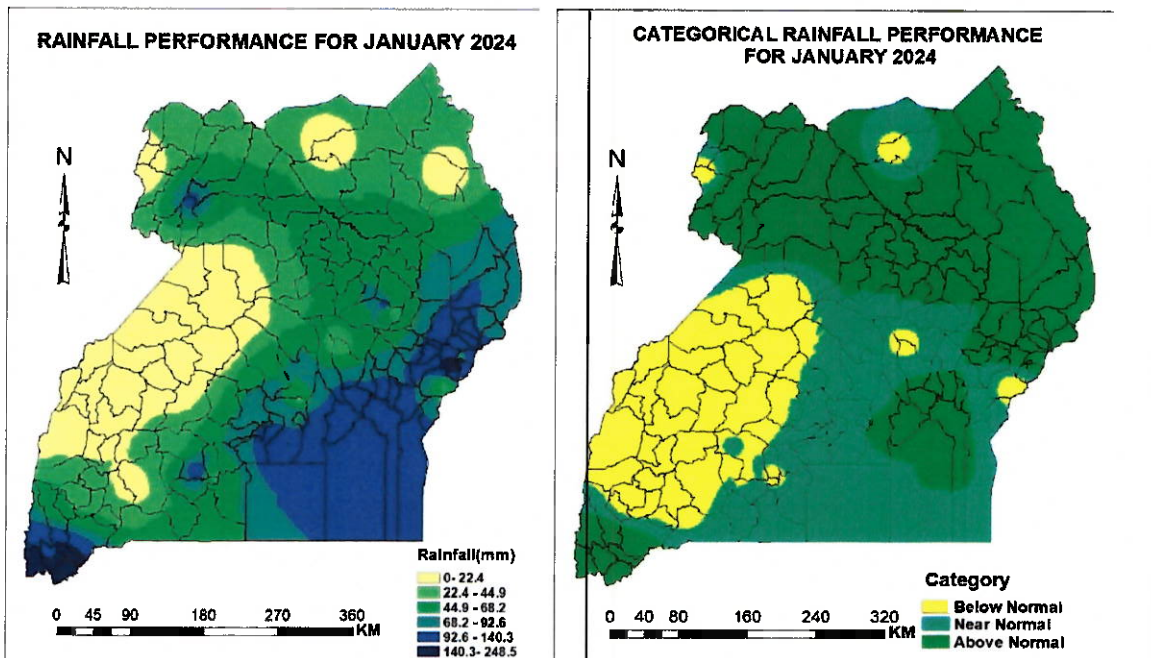 RAINFALL PERFORMANCE FOR JANUARY 2024
N
Rainfall(mm)
0- 22.4
22.4 - 44.9
44.9 - 68.2
68.2 - 92.6
92.6 - 140.3
140.3- 248.5
0 45 90 180 270 360
KM
CATEGORICAL RAINFALL PERFORMANCE
FOR JANUARY 2024
N
Category
Below Normal
Near Normal
Above Normal
0 40 80 160 240 320
KM